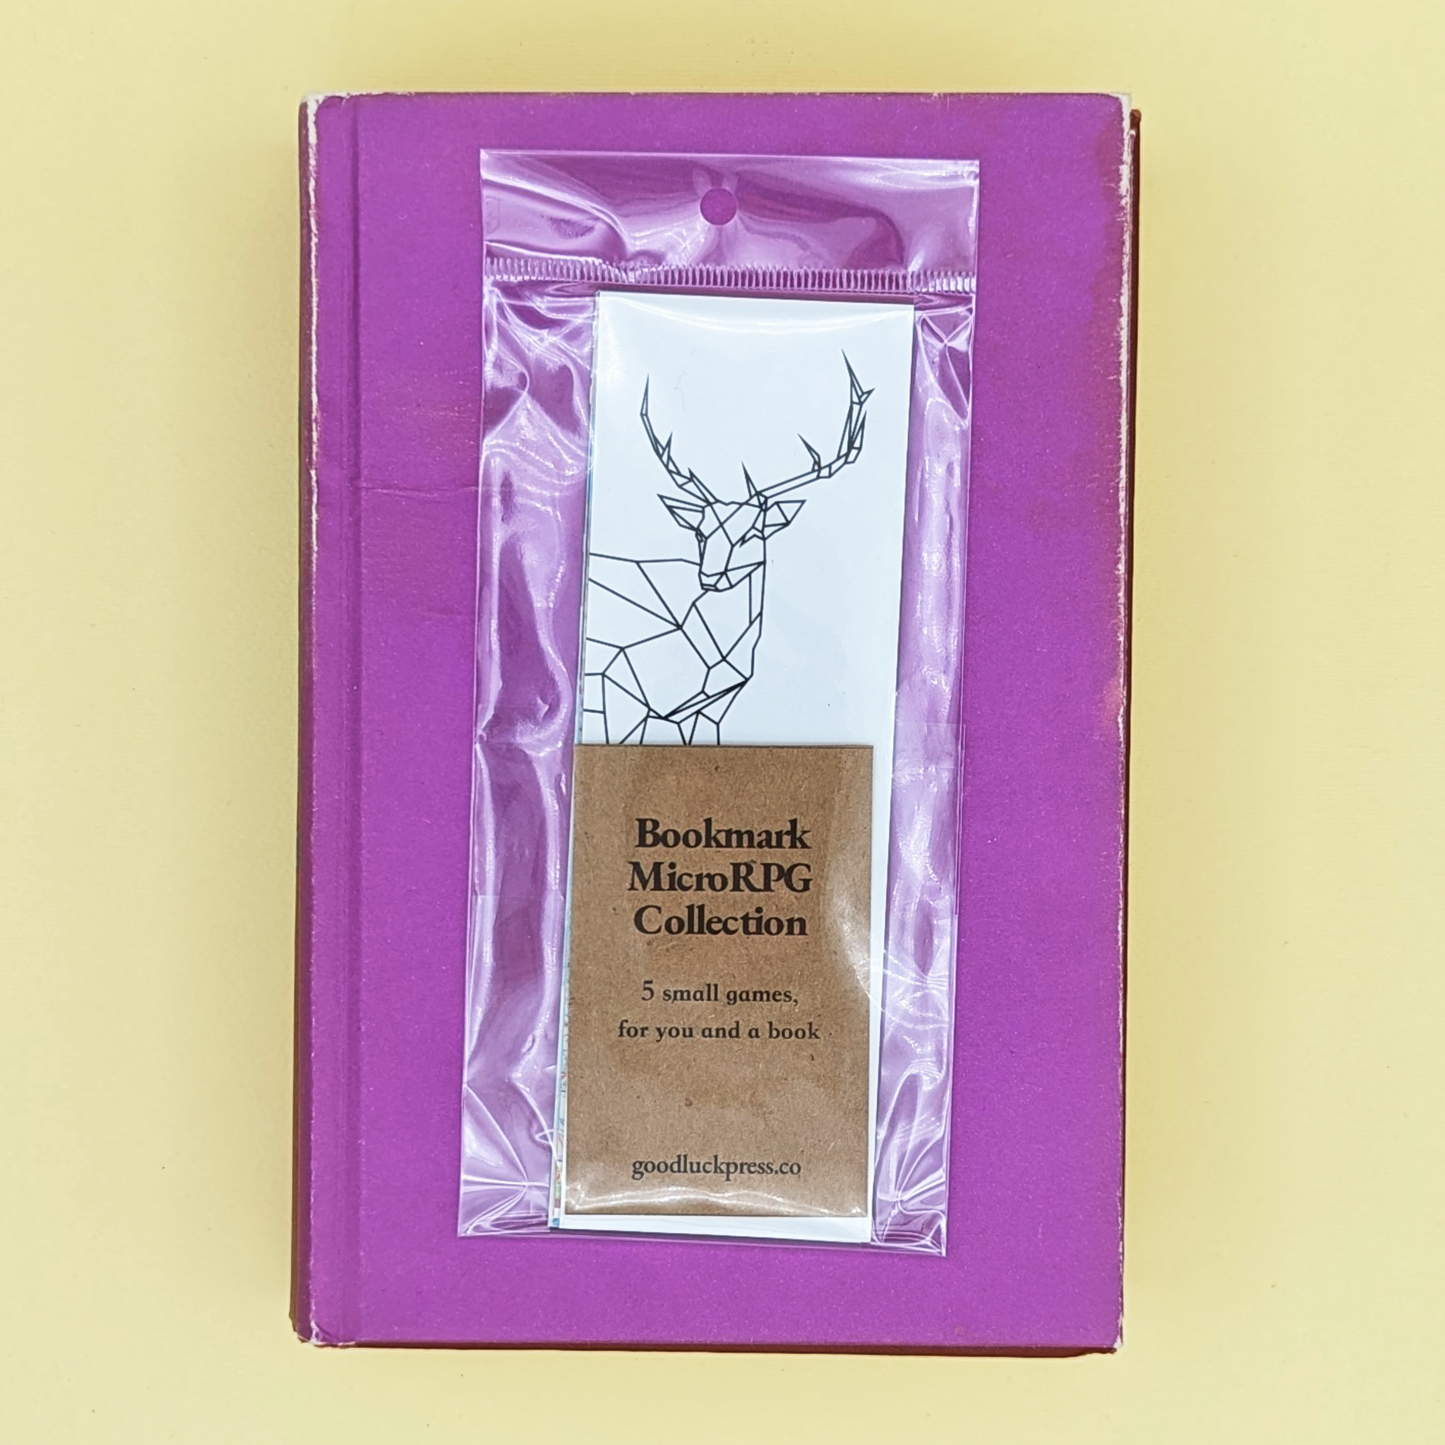 Bookmark
MicroRPG
Collection
5 small games,
for you and a book
goodluckpress.co